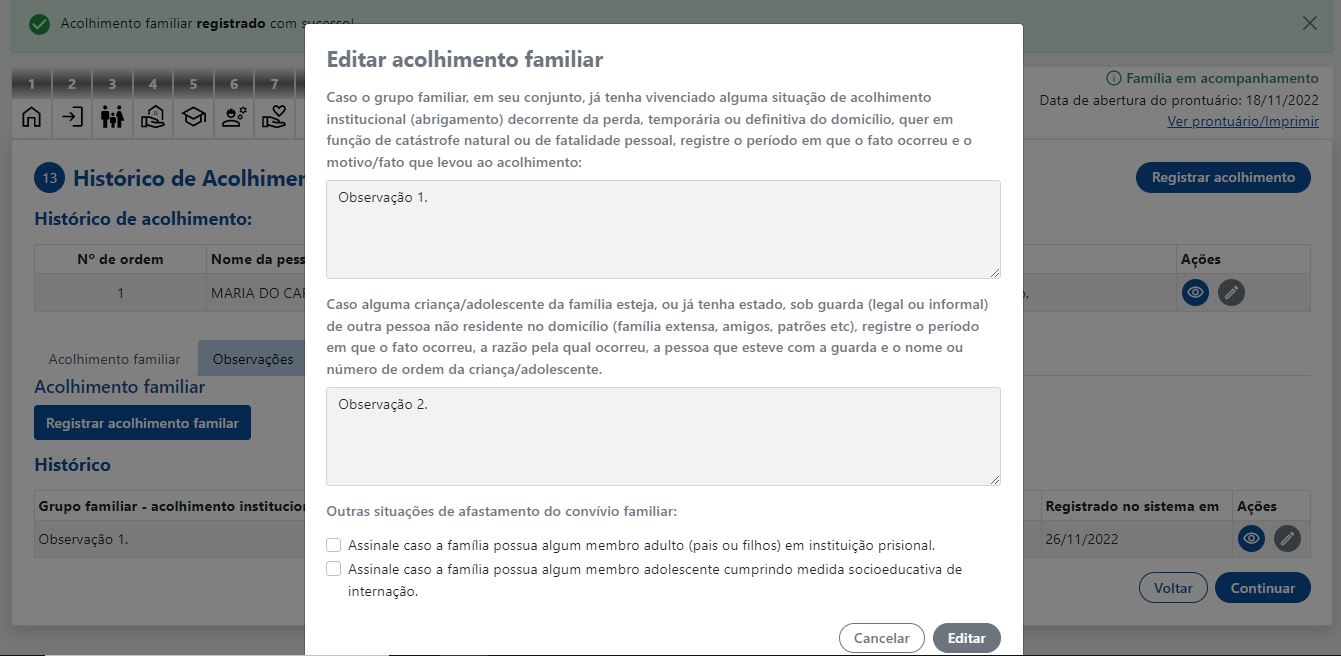 Acolhimento familiar registrado com sucesso!
1 2 3 4 5 6 7
Família em acompanhamento
Data de abertura do prontuário: 18/11/2022
Ver prontuário/Imprimir
13 Histórico de Acolhimen
Registrar acolhimento
Histórico de acolhimento:
Nº de ordem Nome da pess Ações
1 MARIA DO CAR o.
Acolhimento familiar Observações
Acolhimento familiar
Registrar acolhimento familar
Histórico
Grupo familiar - acolhimento institucion Registrado no sistema em Ações
Observação 1. 26/11/2022
Voltar Continuar
Editar acolhimento familiar
Caso o grupo familiar, em seu conjunto, já tenha vivenciado alguma situação de acolhimento
institucional (abrigamento) decorrente da perda, temporária ou definitiva do domicílio, quer em
função de catástrofe natural ou de fatalidade pessoal, registre o período em que o fato ocorreu e o
motivo/fato que levou ao acolhimento:
Observação 1.
Caso alguma criança/adolescente da família esteja, ou já tenha estado, sob guarda (legal ou informal)
de outra pessoa não residente no domicílio (família extensa, amigos, patrões etc), registre o período
em que o fato ocorreu, a razão pela qual ocorreu, a pessoa que esteve com a guarda e o nome ou
número de ordem da criança/adolescente.
Observação 2.
Outras situações de afastamento do convívio familiar:
Assinale caso a família possua algum membro adulto (pais ou filhos) em instituição prisional.
Assinale caso a família possua algum membro adolescente cumprindo medida socioeducativa de
internação.
Cancelar Editar